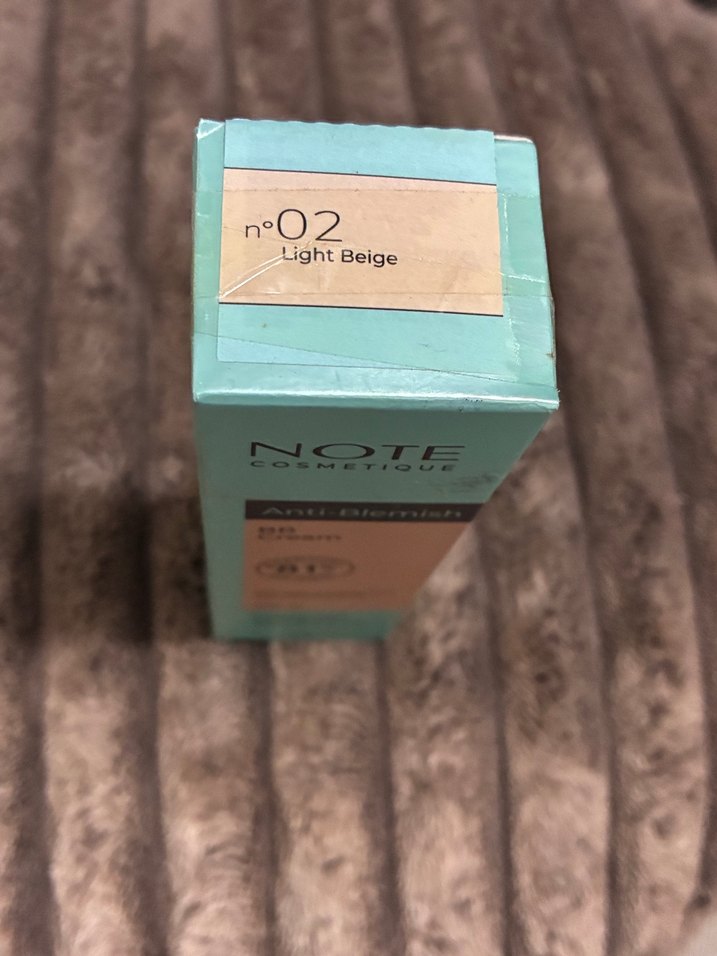 n°02
Light Beige
NOTE
COSMETIQUE
Anti-Blemish
BB
Cream